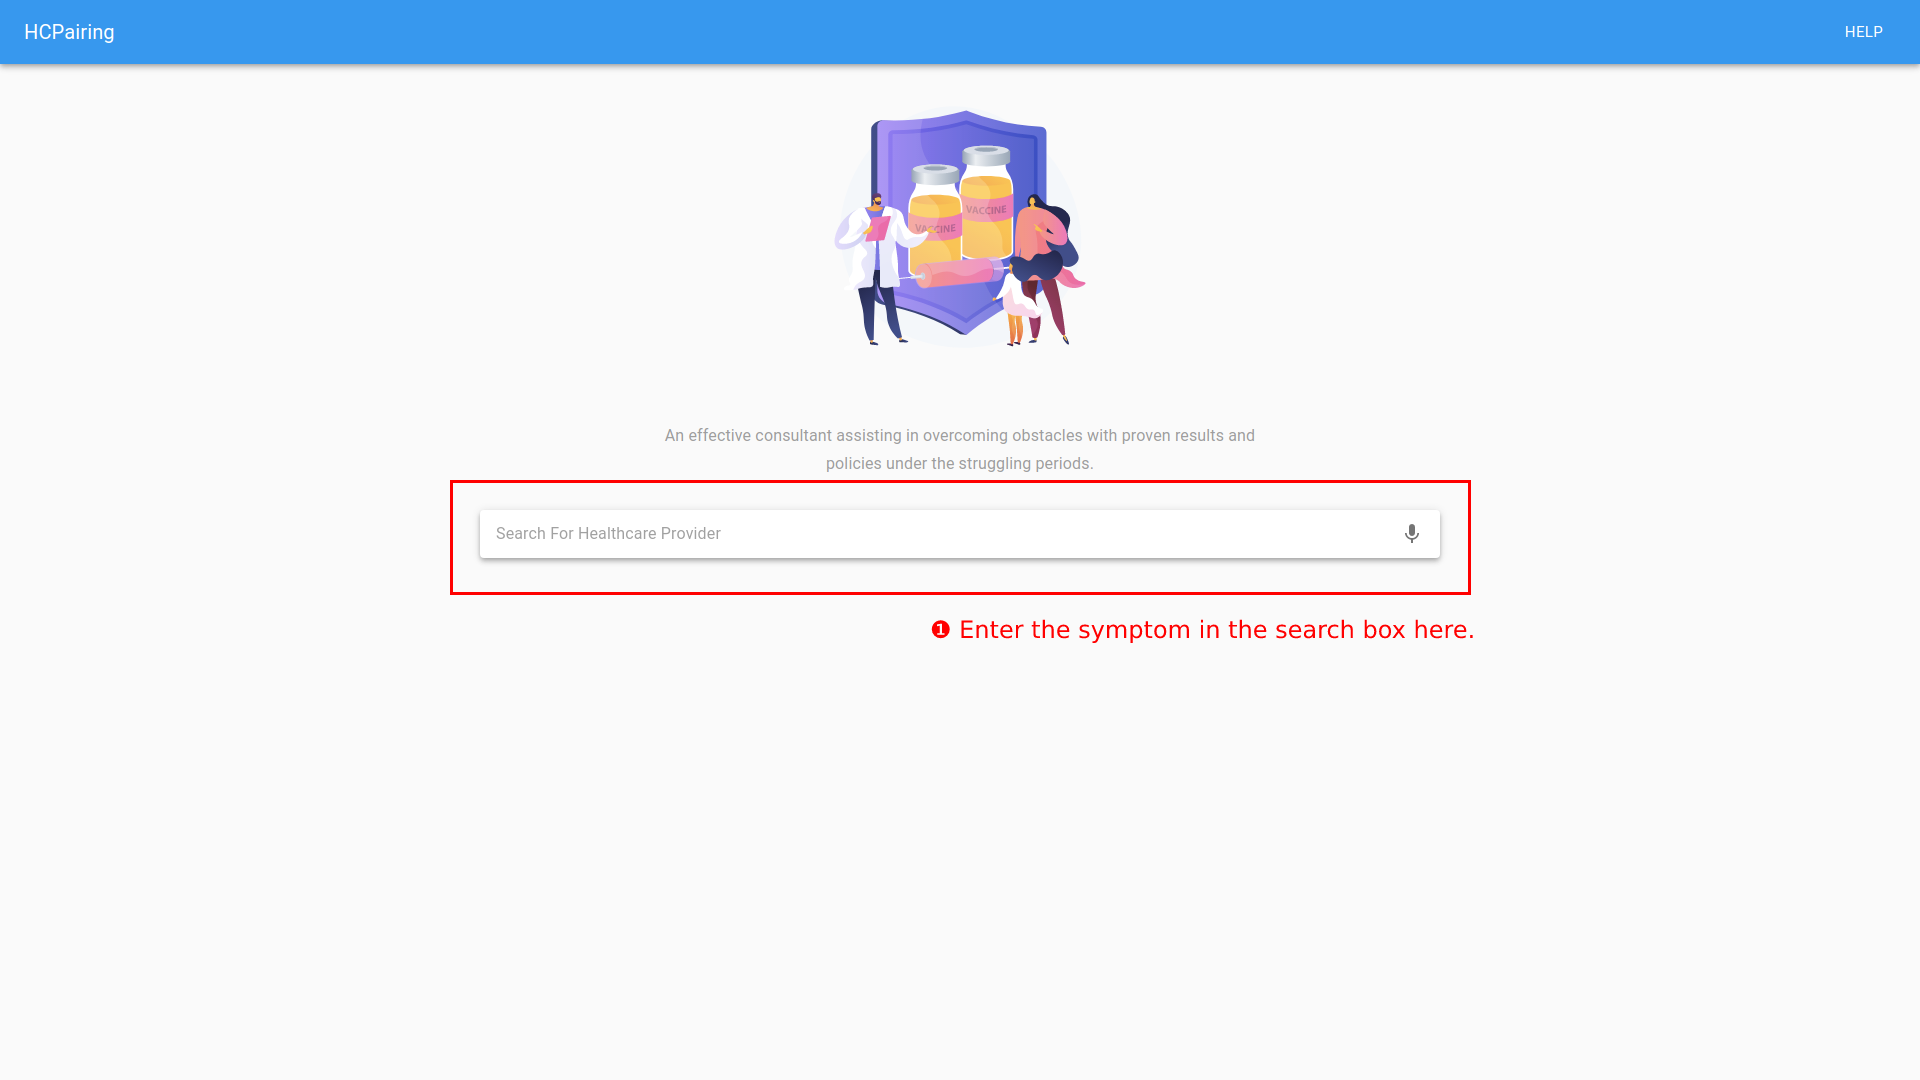 HCPairing
HELP
VACCINE
VACCINE
An effective consultant assisting in overcoming obstacles with proven results and
policies under the struggling periods.
Search For Healthcare Provider
❶ Enter the symptom in the search box here.